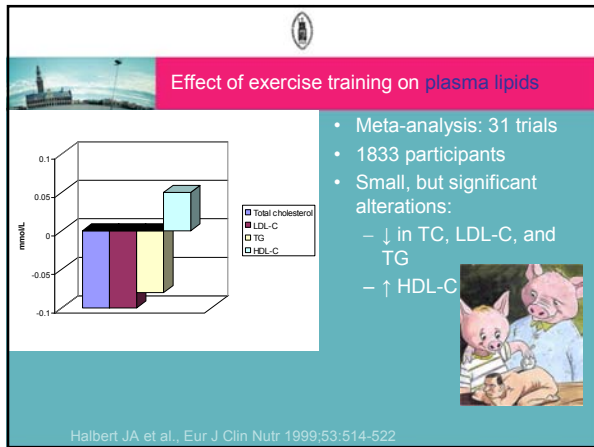 Effect of exercise training on plasma lipids
0.1
0.05
0
-0.05
-0.1
mmol/L
Total cholesterol
LDL-C
TG
HDL-C
• Meta-analysis: 31 trials
• 1833 participants
• Small, but significant
alterations:
– ↓ in TC, LDL-C, and
TG
– ↑ HDL-C
Halbert JA et al., Eur J Clin Nutr 1999;53:514-522